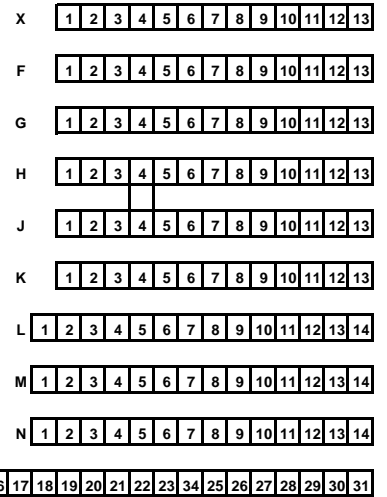 X 1 2 3 4 5 6 7 8 9 10 11 12 13
F 1 2 3 4 5 6 7 8 9 10 11 12 13
G 1 2 3 4 5 6 7 8 9 10 11 12 13
H 1 2 3 4 5 6 7 8 9 10 11 12 13
J 1 2 3 4 5 6 7 8 9 10 11 12 13
K 1 2 3 4 5 6 7 8 9 10 11 12 13
L 1 2 3 4 5 6 7 8 9 10 11 12 13 14
M 1 2 3 4 5 6 7 8 9 10 11 12 13 14
N 1 2 3 4 5 6 7 8 9 10 11 12 13 14
6 17 18 19 20 21 22 23 34 25 26 27 28 29 30 31